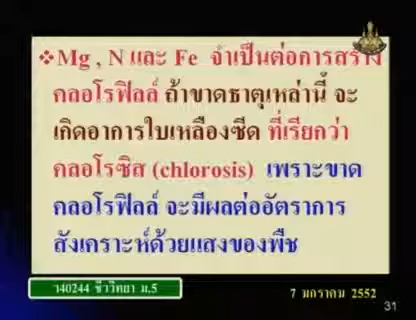 ❖Mg , N และ Fe จำเป็นต่อการสร้าง
คลอโรฟิลล์ ถ้าขาดธาตุเหล่านี้ จะ
เกิดอาการใบเหลืองซีด ที่เรียกว่า
คลอโรซิส (chlorosis) เพราะขาด
คลอโรฟิลล์ จะมีผลต่ออัตราการ
สังเคราะห์ด้วยแสงของพืช
ว40244 ชีววิทยา ม.5
7 มกราคม 2552
31